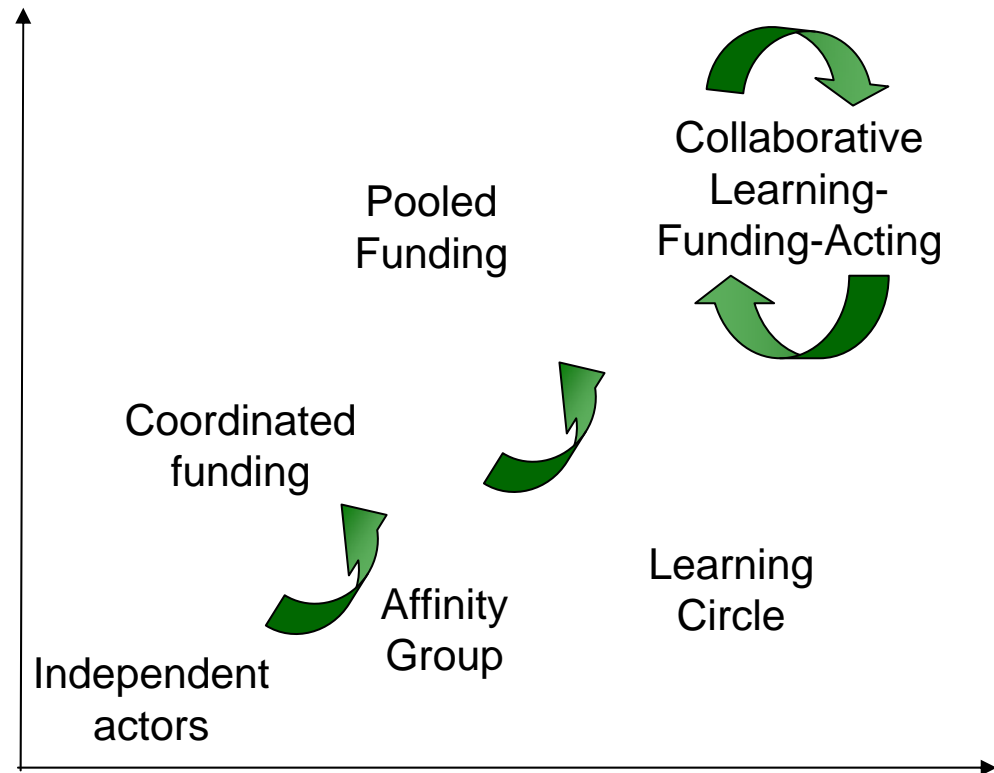 Collaborative
Learning-
Funding-Acting
Pooled
Funding
Coordinated
funding
Learning
Circle
Affinity
Group
Independent
actors